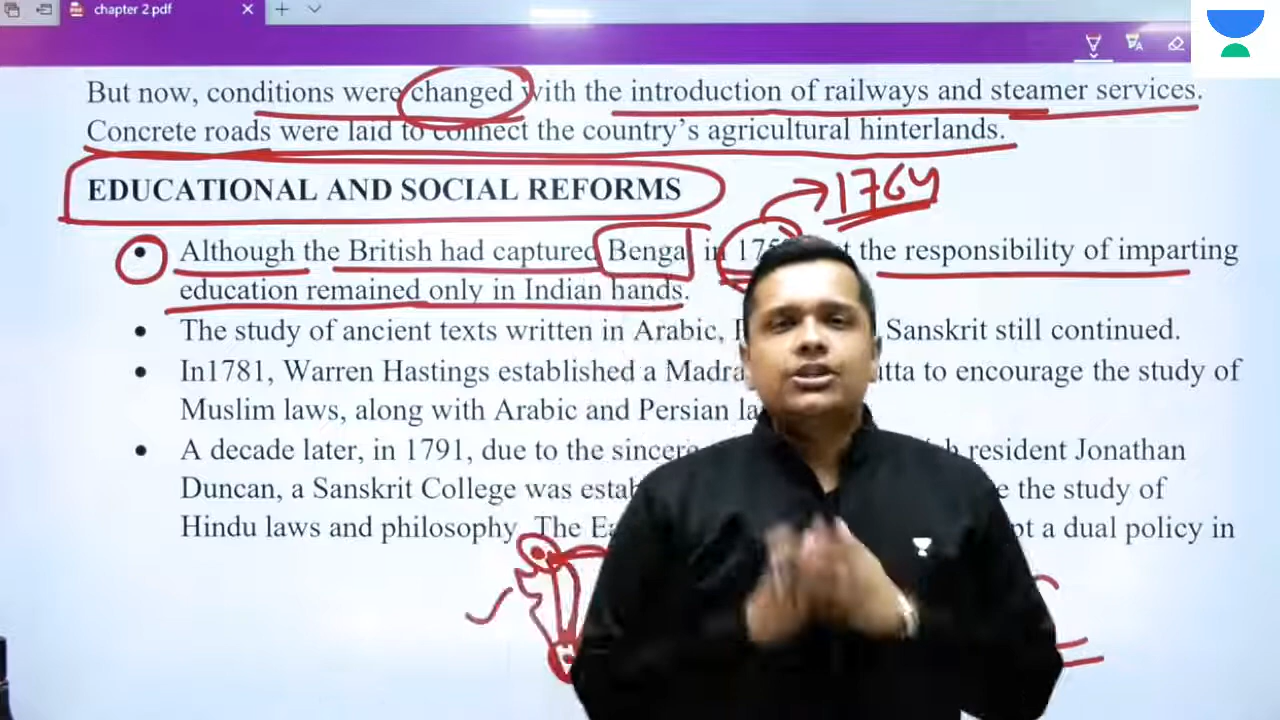 chapter 2 pdf
But now, conditions were changed with the introduction of railways and steamer services.
Concrete roads were laid to connect the country's agricultural hinterlands.
EDUCATIONAL AND SOCIAL REFORMS
1764
• Although the British had captured Bengal in the responsibility of imparting
education remained only in Indian hands.
• The study of ancient texts written in Arabic, Sanskrit still continued.
• In1781, Warren Hastings established a to encourage the study of
Muslim laws, along with Arabic and Persian
• A decade later, in 1791, due to the resident Jonathan
Duncan, a Sanskrit College was the study of
Hindu laws and philosophy. The a dual policy in